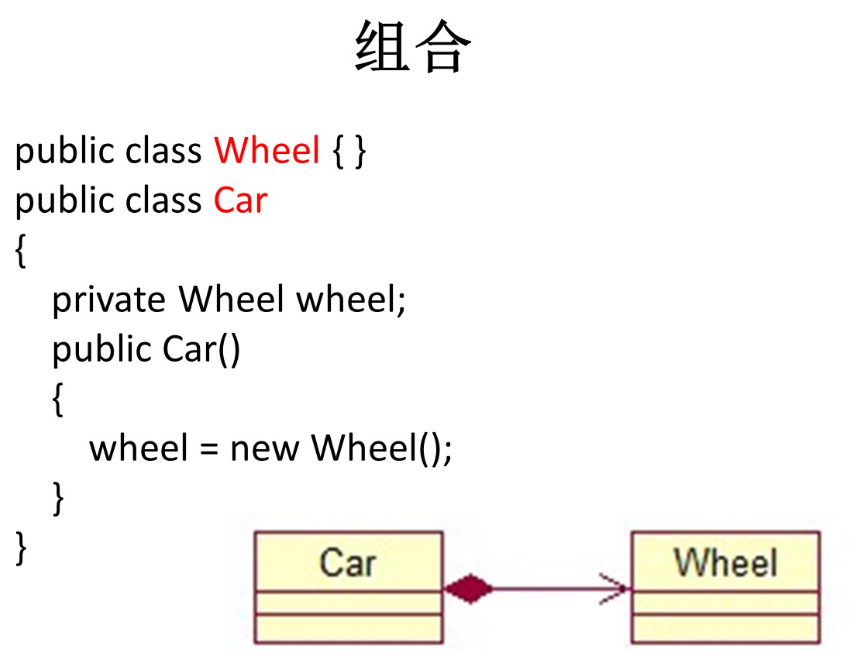 组合
public class Wheel { }
public class Car
{
private Wheel wheel;
public Car()
{
wheel = new Wheel();
}
}
Car
Wheel